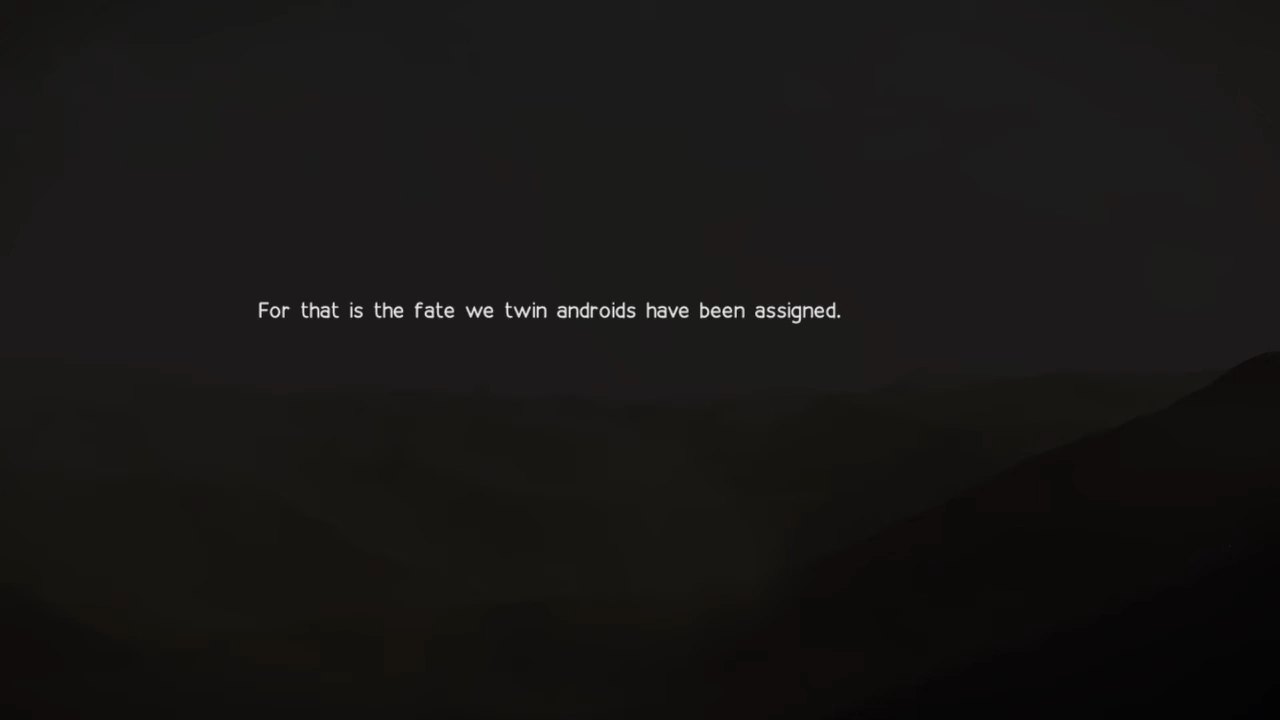 For that is the fate we twin androids have been assigned.